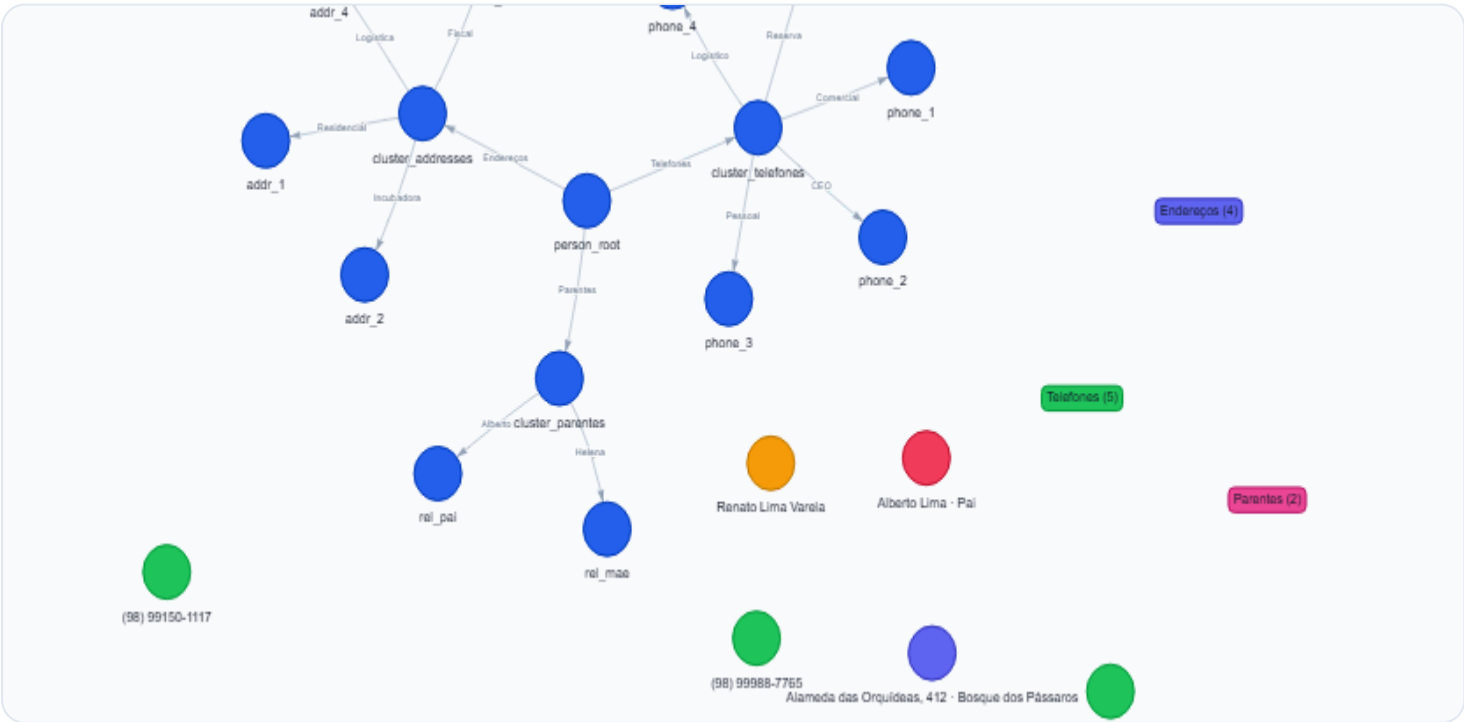 addr_4
phone_4
Logística
Fiscal
Reserva
Logístico
Comercial
phone_1
Residencial
cluster_addresses
Endereços
Telefones
cluster_telefones
addr_1
CEO
Incubadora
Endereços (4)
Pessoal
person_root
phone_2
Parentes
addr_2
phone_3
Telefones (5)
Alberto
cluster_parentes
Helena
Parentes (2)
Renato Lima Varela
Alberto Lima · Pai
rel_pai
rel_mae
(98) 99150-1117
(98) 99988-7765
Alameda das Orquídeas, 412 · Bosque dos Pássaros